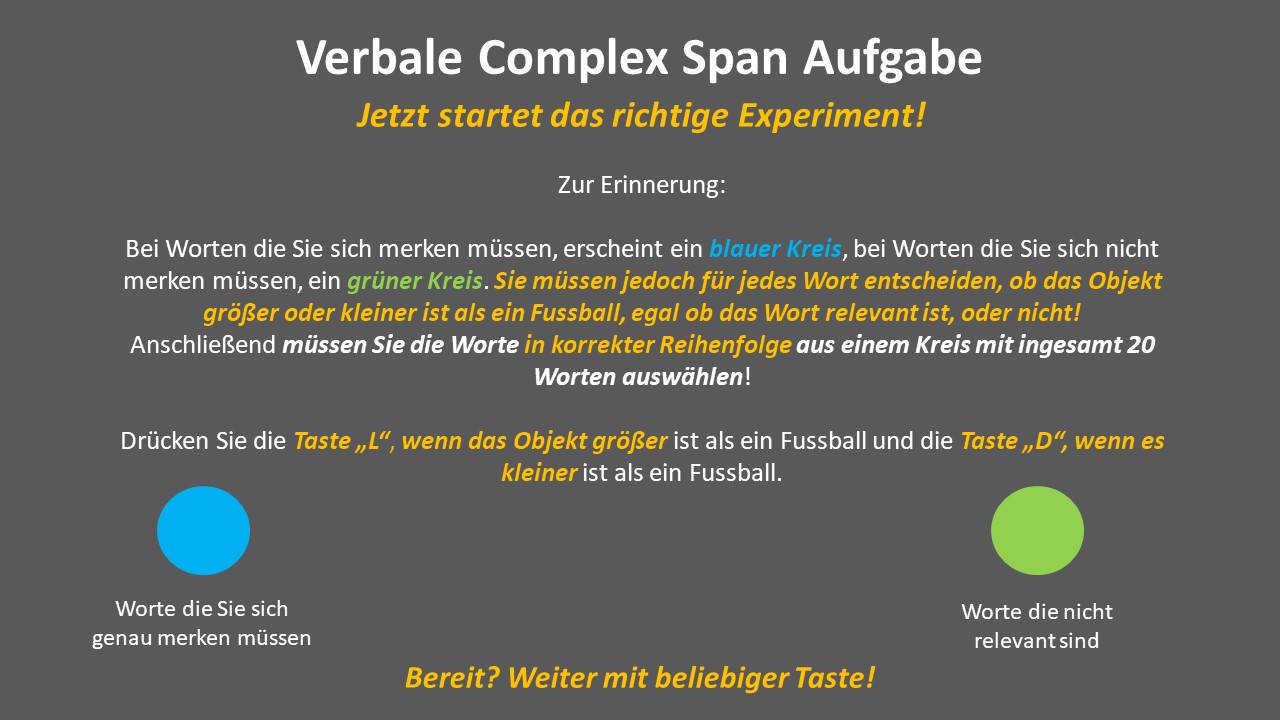 Verbale Complex Span Aufgabe
Jetzt startet das richtige Experiment!
Zur Erinnerung:
Bei Worten die Sie sich merken müssen, erscheint ein blauer Kreis, bei Worten die Sie sich nicht
merken müssen, ein grüner Kreis. Sie müssen jedoch für jedes Wort entscheiden, ob das Objekt
größer oder kleiner ist als ein Fussball, egal ob das Wort relevant ist, oder nicht!
Anschließend müssen Sie die Worte in korrekter Reihenfolge aus einem Kreis mit ingesamt 20
Worten auswählen!
Drücken Sie die Taste „L“, wenn das Objekt größer ist als ein Fussball und die Taste „D“, wenn es
kleiner ist als ein Fussball.
Worte die Sie sich
genau merken müssen
Worte die nicht
relevant sind
Bereit? Weiter mit beliebiger Taste!